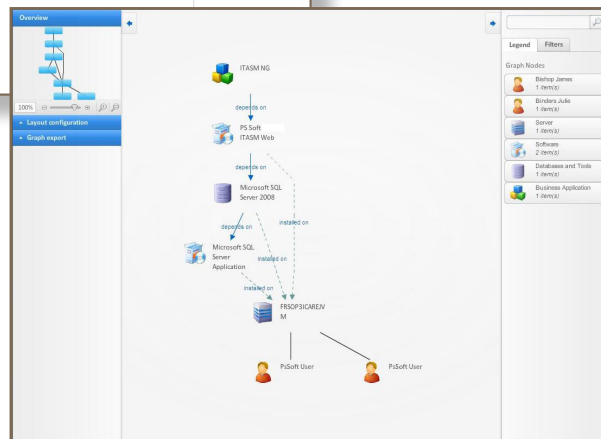 Overview
100%
Layout configuration
Graph export
ITASM NG
depends on
PS Soft
ITASM Web
depends on
Microsoft SQL
Server 2008
depends on
installed on
Microsoft SQL
Server
Application
installed on
installed on
FRSOP3ICAREJV
M
PsSoft User
PsSoft User
Legend
Filters
Graph Nodes
Bishop James
1 item(s)
Binders Julie
1 item(s)
Server
1 item(s)
Software
2 item(s)
Databases and Tools
1 item(s)
Business Application
1 item(s)